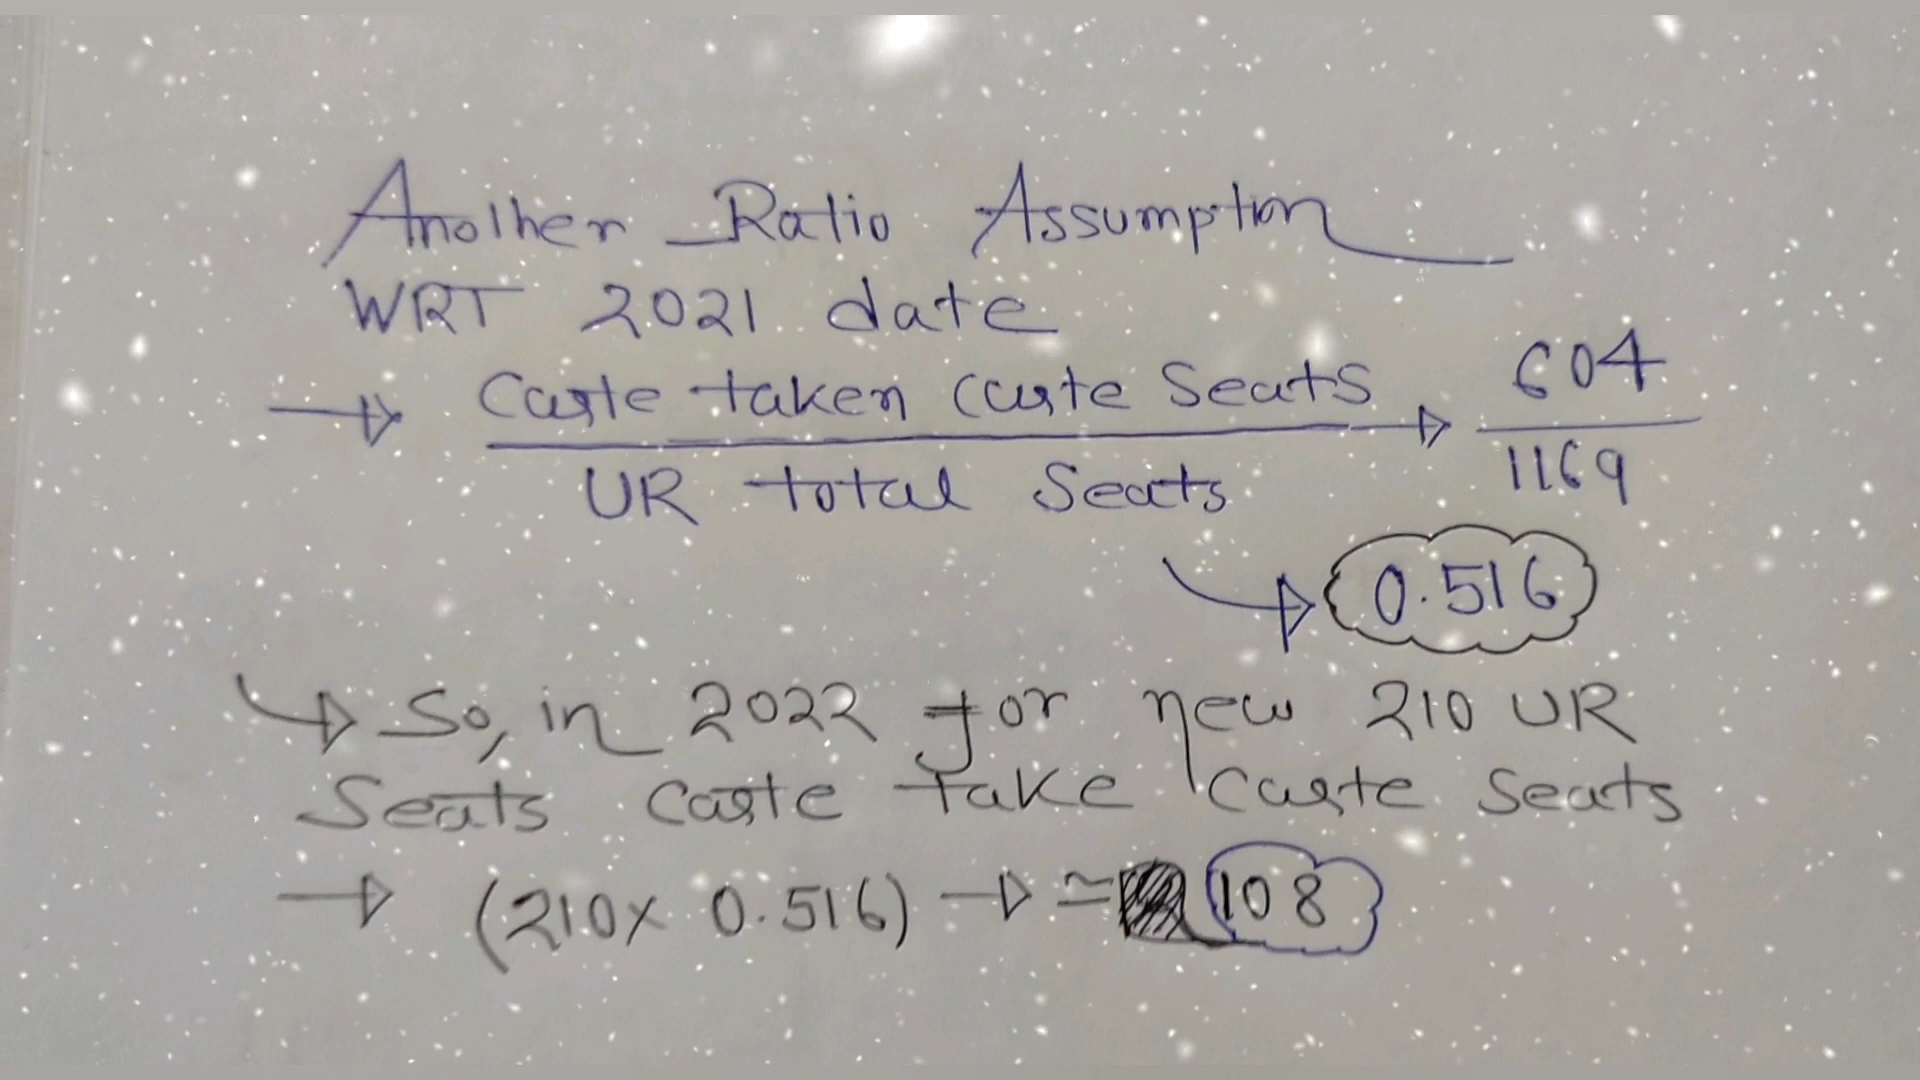 Another Ratio Assumption
WRT 2021 date
→ Caste taken Caste Seats → 604
UR total Seats 1169
→ 0.516
→ So, in 2022 for new 210 UR
Seats Caste take Caste Seats
→ (210x 0.516) → ≃ 108